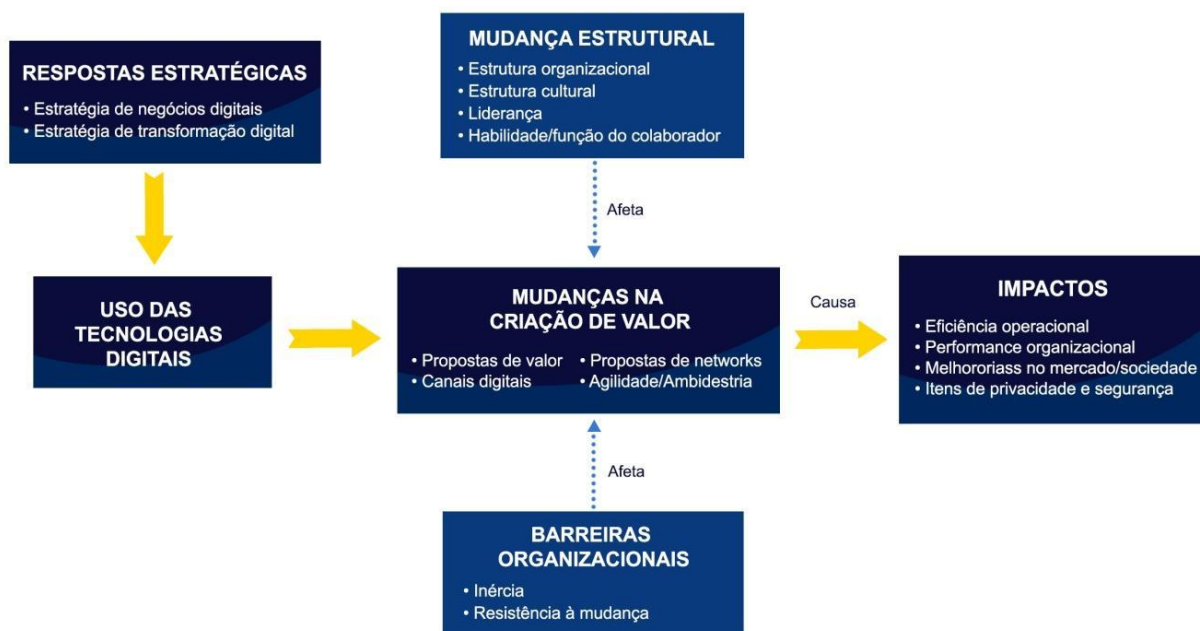 RESPOSTAS ESTRATÉGICAS
• Estratégia de negócios digitais
• Estratégia de transformação digital
MUDANÇA ESTRUTURAL
• Estrutura organizacional
• Estrutura cultural
• Liderança
• Habilidade/função do colaborador
Afeta
USO DAS
TECNOLOGIAS
DIGITAIS
MUDANÇAS NA
CRIAÇÃO DE VALOR
• Propostas de valor • Propostas de networks
• Canais digitais • Agilidade/Ambidestria
Causa
IMPACTOS
• Eficiência operacional
• Performance organizacional
• Melhororiass no mercado/sociedade
• Itens de privacidade e segurança
Afeta
BARREIRAS
ORGANIZACIONAIS
• Inércia
• Resistência à mudança